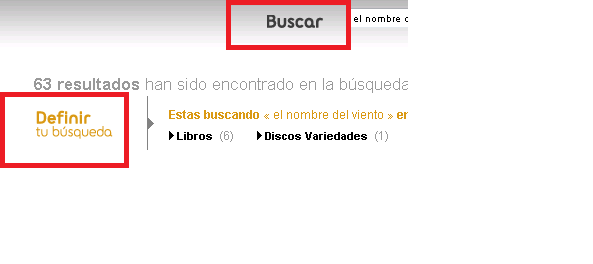 Buscar
el nombre
63 resultados han sido encontrado en la búsqueda
Definir
tu búsqueda
Estas buscando « el nombre del viento » en
Libros (6) Discos Variedades (1)